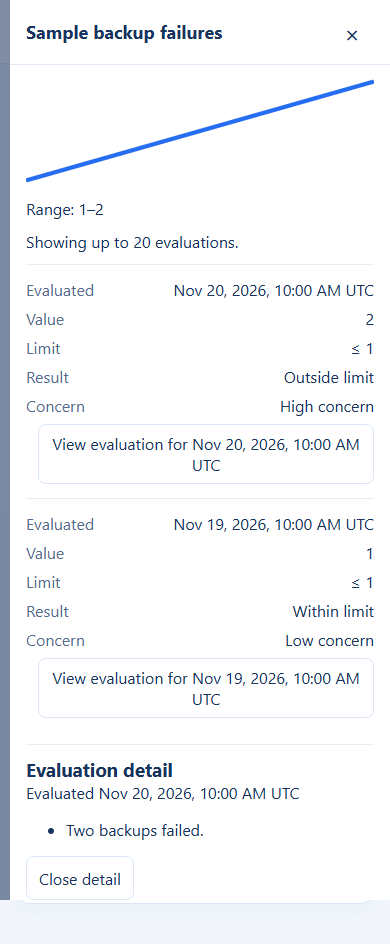 Sample backup failures
×
Range: 1–2
Showing up to 20 evaluations.
Evaluated Nov 20, 2026, 10:00 AM UTC
Value 2
Limit ≤ 1
Result Outside limit
Concern High concern
View evaluation for Nov 20, 2026, 10:00 AM
UTC
Evaluated Nov 19, 2026, 10:00 AM UTC
Value 1
Limit ≤ 1
Result Within limit
Concern Low concern
View evaluation for Nov 19, 2026, 10:00 AM
UTC
Evaluation detail
Evaluated Nov 20, 2026, 10:00 AM UTC
• Two backups failed.
Close detail